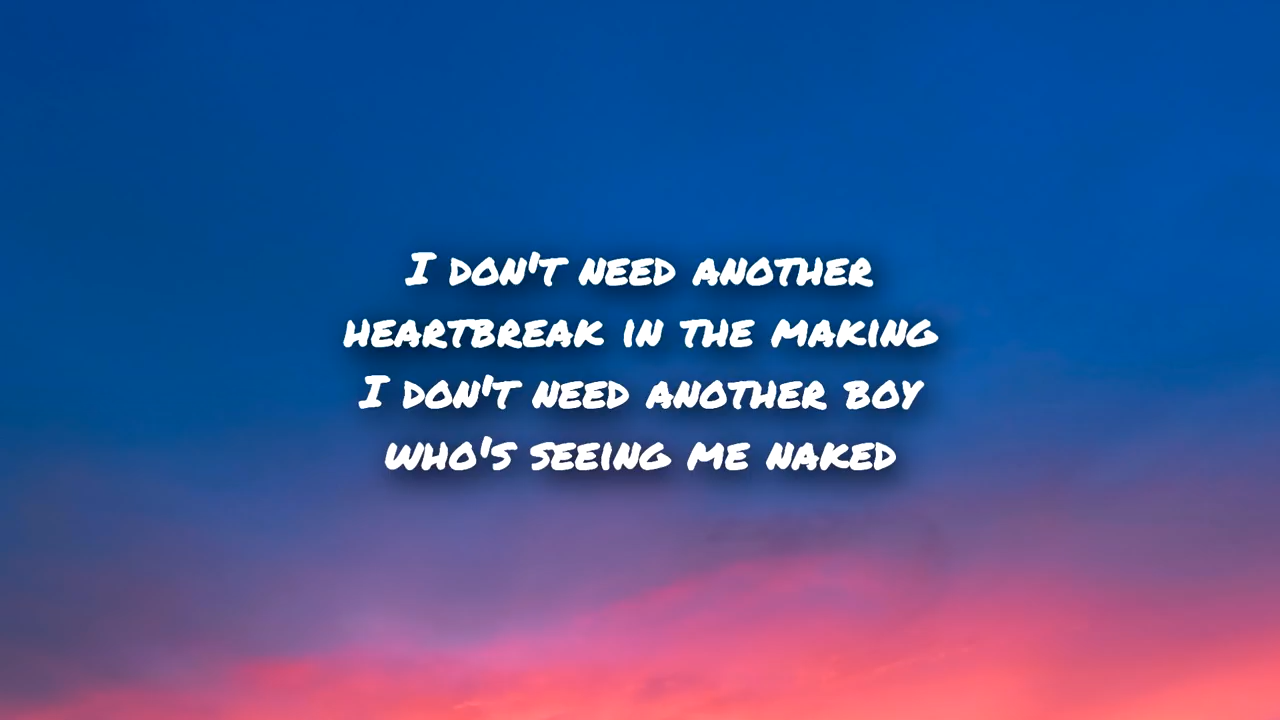 I DON'T NEED ANOTHER
HEARTBREAK IN THE MAKING
I DON'T NEED ANOTHER BOY
WHO'S SEEING ME NAKED